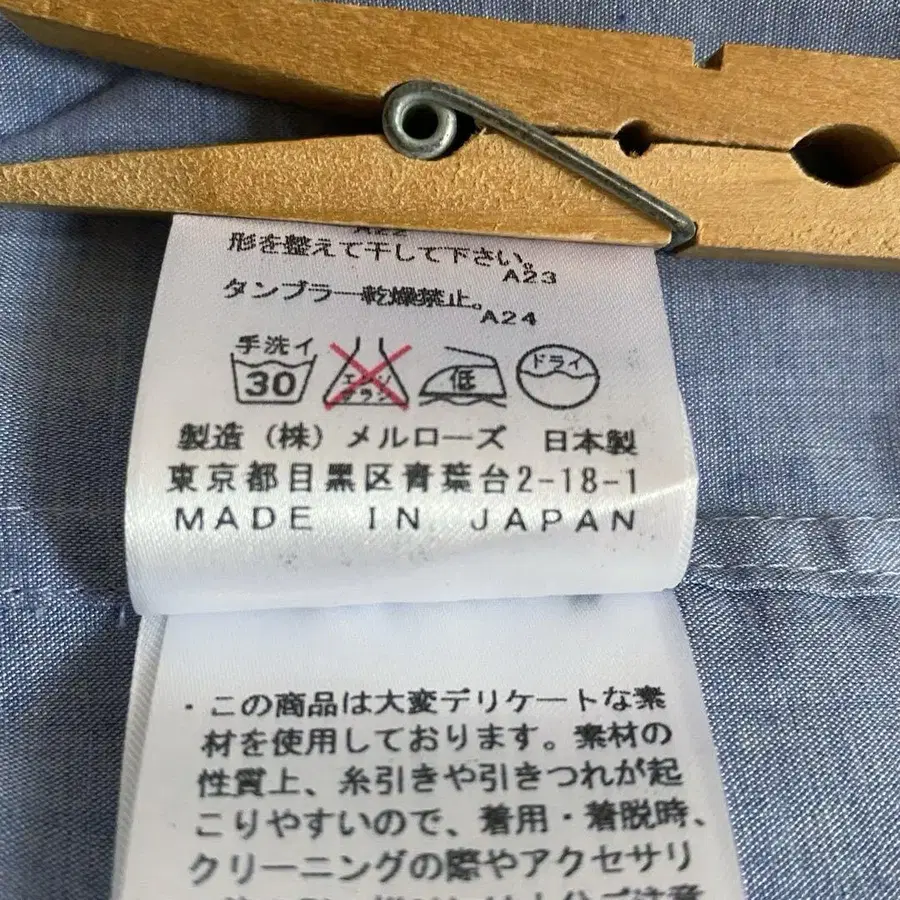 形を整えて干して下さい。
A23
タンブラー乾燥禁止。
A24
手洗イ
30
エンソ
サラシ
低
ドライ
製造（株）メルローズ 日本製
東京都目黒区青葉台2-18-1
MADE IN JAPAN
・この商品は大変デリケートな素
材を使用しております。素材の
性質上、糸引きや引きつれが起
こりやすいので、着用・着脱時、
クリーニングの際やアクセサリ